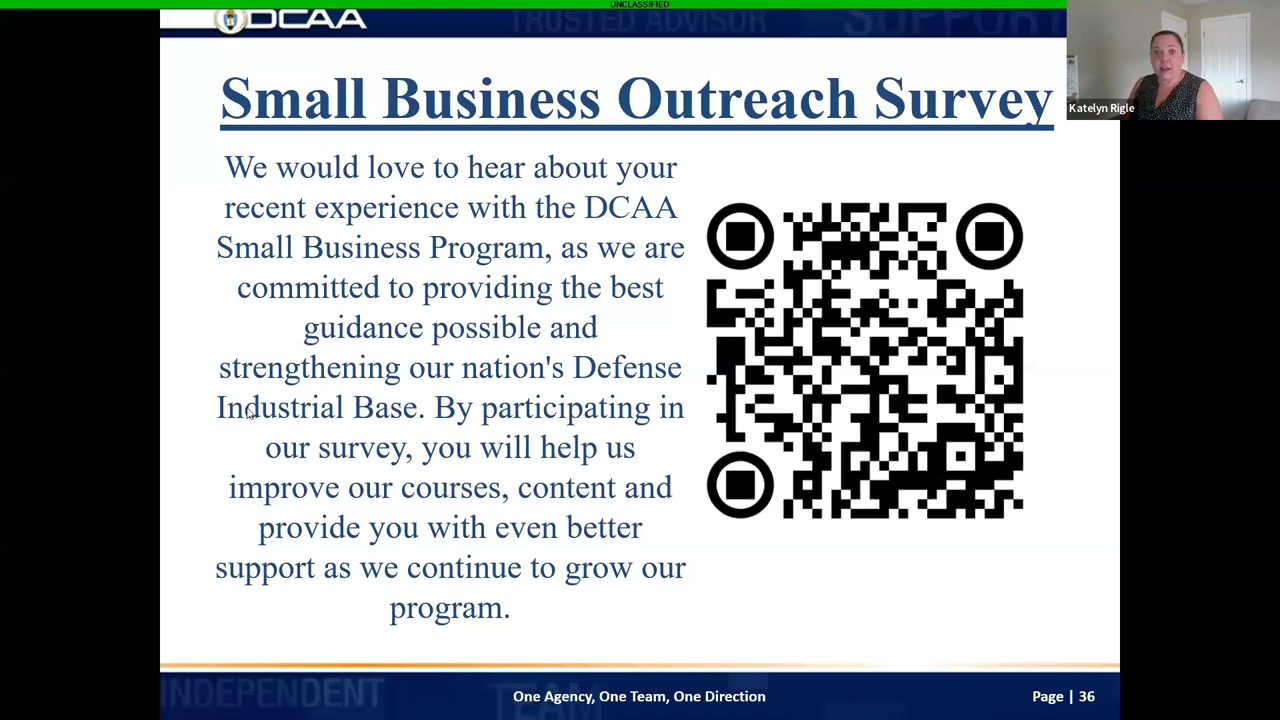 UNCLASSIFIED
DCAA
TRUSTED ADVISOR
SUPPORT
Katelyn Rigle
Small Business Outreach Survey
We would love to hear about your
recent experience with the DCAA
Small Business Program, as we are
committed to providing the best
guidance possible and
strengthening our nation's Defense
Industrial Base. By participating in
our survey, you will help us
improve our courses, content and
provide you with even better
support as we continue to grow our
program.
INDEPENDENT
TEAM
One Agency, One Team, One Direction
Page | 36